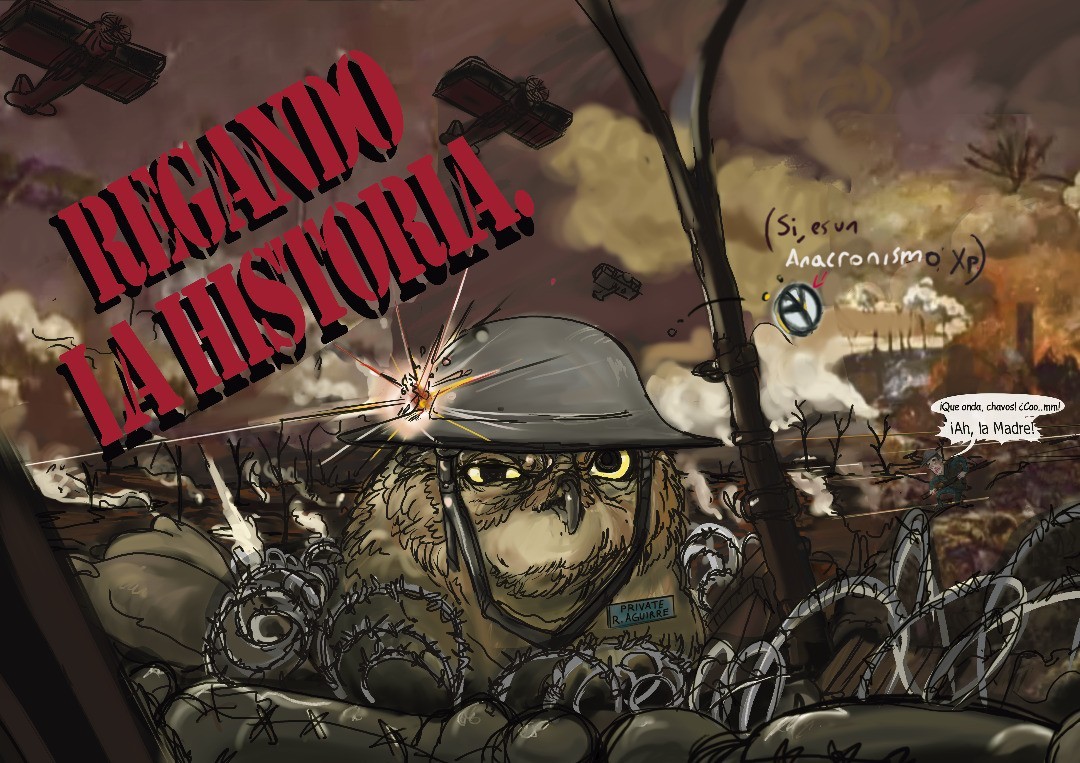 REGANDO
LA HISTORIA.
(Si, es un
Anacronismo Xp)
¡Que onda, chavos! ¿Coo..mm!
¡Ah, la Madre!
PRIVATE
R. AGUIRRE